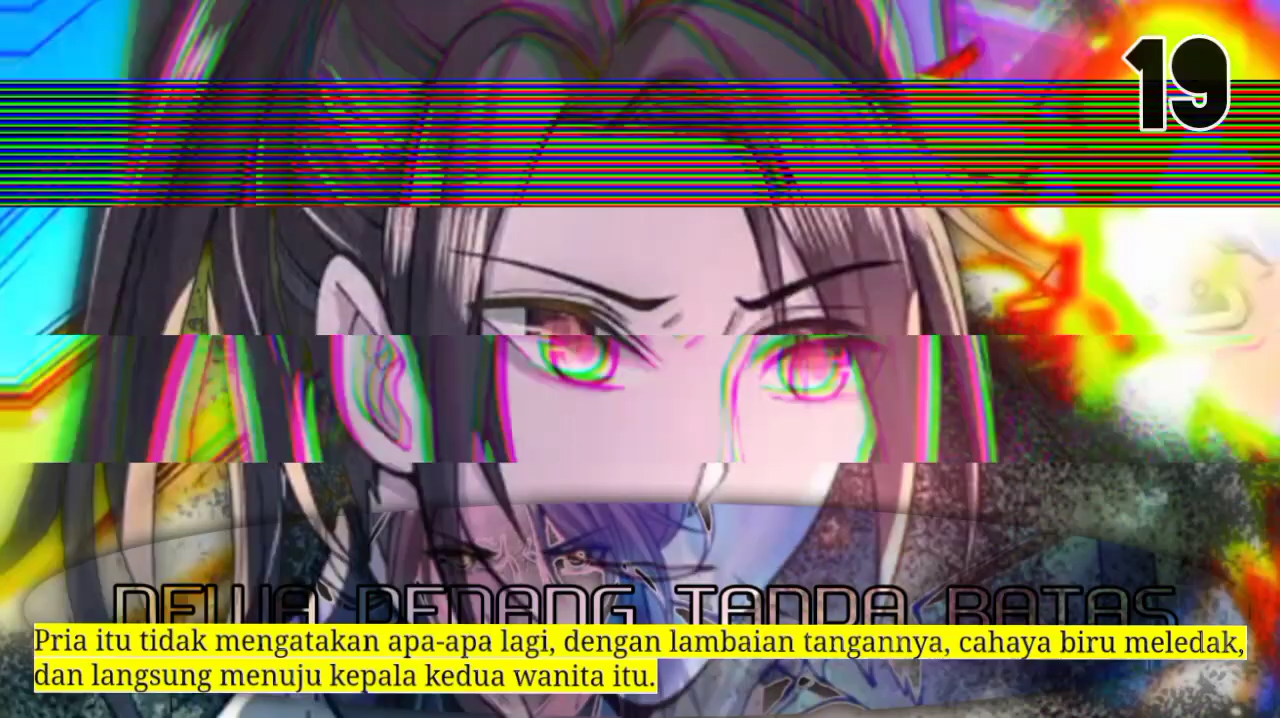 19
DEWA PEDANG TANPA BATAS
Pria itu tidak mengatakan apa-apa lagi, dengan lambaian tangannya, cahaya biru meledak,
dan langsung menuju kepala kedua wanita itu.